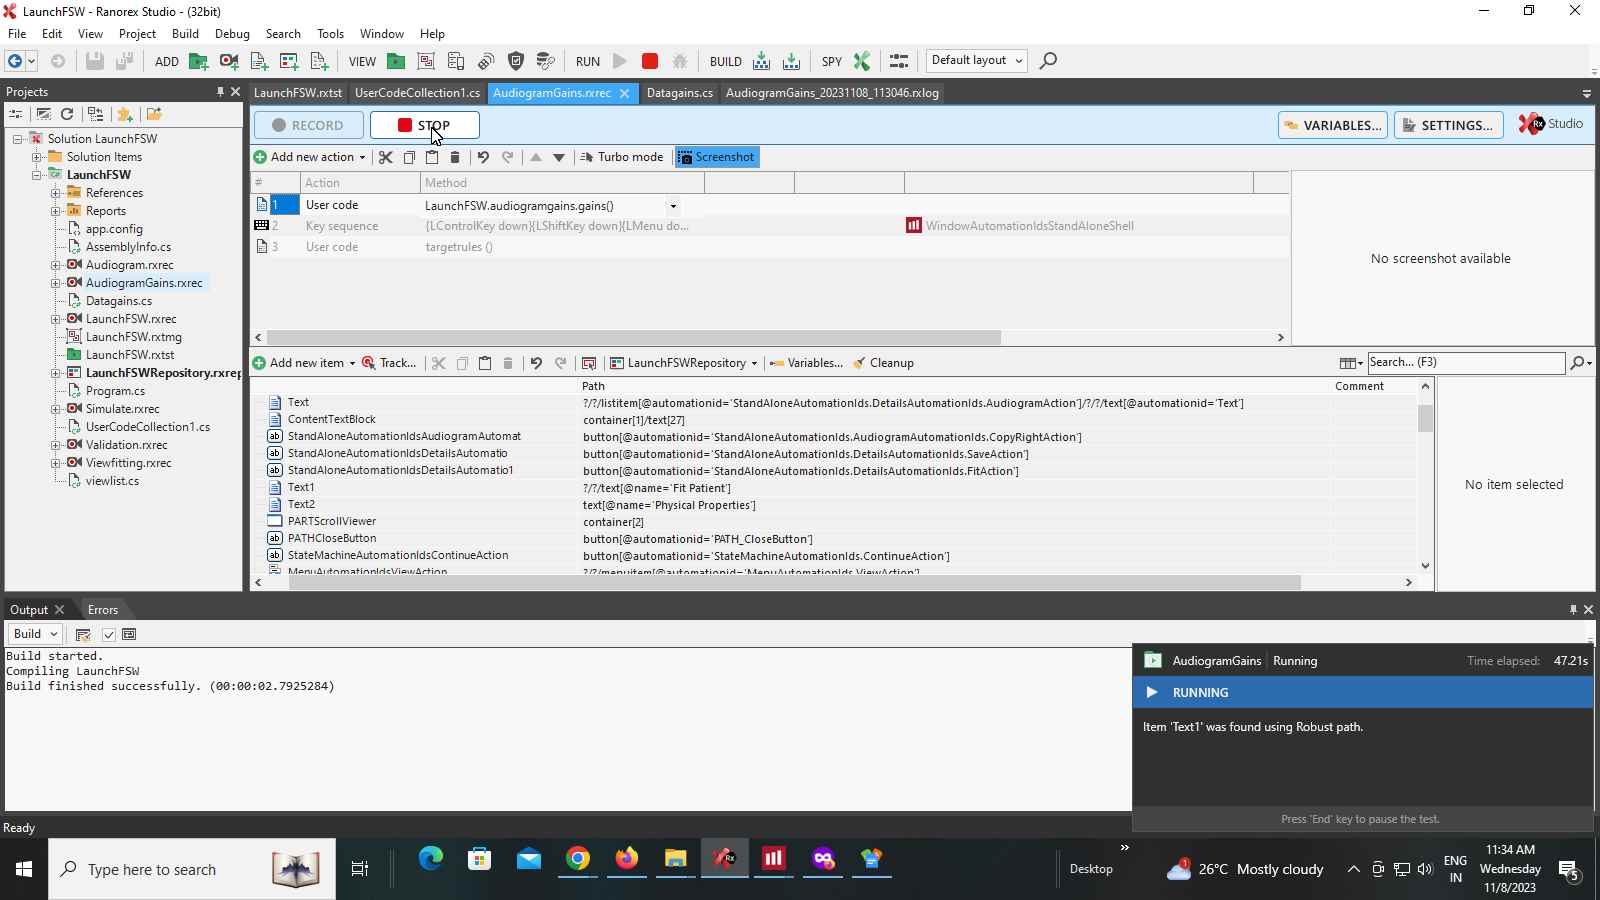 LaunchFSW - Ranorex Studio - (32bit)
File Edit View Project Build Debug Search Tools Window Help
ADD VIEW RUN BUILD SPY Default layout
Projects
LaunchFSW.rxtst UserCodeCollection1.cs AudiogramGains.rxrec Datagains.cs AudiogramGains_20231108_113046.rxlog
RECORD STOP VARIABLES... SETTINGS... Rx Studio
Add new action Turbo mode Screenshot
# Action Method
1 User code LaunchFSW.audiogramgains.gains()
2 Key sequence {LControlKey down}{LShiftKey down}{LMenu do... WindowAutomationIdsStandAloneShell
3 User code targetrules ()
No screenshot available
Solution LaunchFSW
Solution Items
LaunchFSW
References
Reports
app.config
AssemblyInfo.cs
Audiogram.rxrec
AudiogramGains.rxrec
Datagains.cs
LaunchFSW.rxrec
LaunchFSW.rxtmg
LaunchFSW.rxtst
LaunchFSWRepository.rxrep
Program.cs
Simulate.rxrec
UserCodeCollection1.cs
Validation.rxrec
Viewfitting.rxrec
viewlist.cs
Add new item Track... LaunchFSWRepository Variables... Cleanup Search... (F3)
Path Comment
Text ?/?/listitem[@automationid='StandAloneAutomationIds.DetailsAutomationIds.AudiogramAction']/?/?/text[@automationid='Text']
ContentTextBlock container[1]/text[27]
StandAloneAutomationIdsAudiogramAutomat button[@automationid='StandAloneAutomationIds.AudiogramAutomationIds.CopyRightAction']
StandAloneAutomationIdsDetailsAutomatio button[@automationid='StandAloneAutomationIds.DetailsAutomationIds.SaveAction']
StandAloneAutomationIdsDetailsAutomatio1 button[@automationid='StandAloneAutomationIds.DetailsAutomationIds.FitAction']
Text1 ?/?/text[@name='Fit Patient']
Text2 text[@name='Physical Properties']
PARTScrollViewer container[2]
PATHCloseButton button[@automationid='PATH_CloseButton']
StateMachineAutomationIdsContinueAction button[@automationid='StateMachineAutomationIds.ContinueAction']
MenuAutomationIdsViewAction ?/?/menuitem[@automationid='MenuAutomationIds.ViewAction']
No item selected
Output Errors
Build
Build started.
Compiling LaunchFSW
Build finished successfully. (00:00:02.7925284)
AudiogramGains Running Time elapsed: 47.21s
RUNNING
Item 'Text1' was found using Robust path.
Press 'End' key to pause the test.
Ready
Type here to search
Desktop
1 26°C Mostly cloudy
ENG
IN
11:34 AM
Wednesday
11/8/2023
5